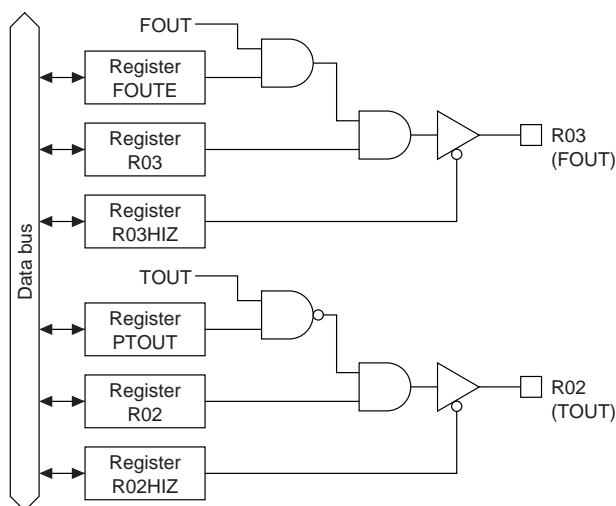 FOUT
Register
FOUTE
Register
R03
R03
(FOUT)
Register
R03HIZ
Data bus
TOUT
Register
PTOUT
Register
R02
R02
(TOUT)
Register
R02HIZ